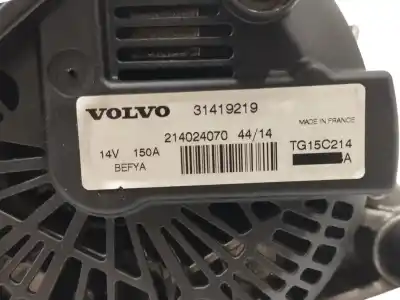 VOLVO 31419219
MADE IN FRANCE
214024070 44/14
14V 150A
TG15C214
BEFYA
A